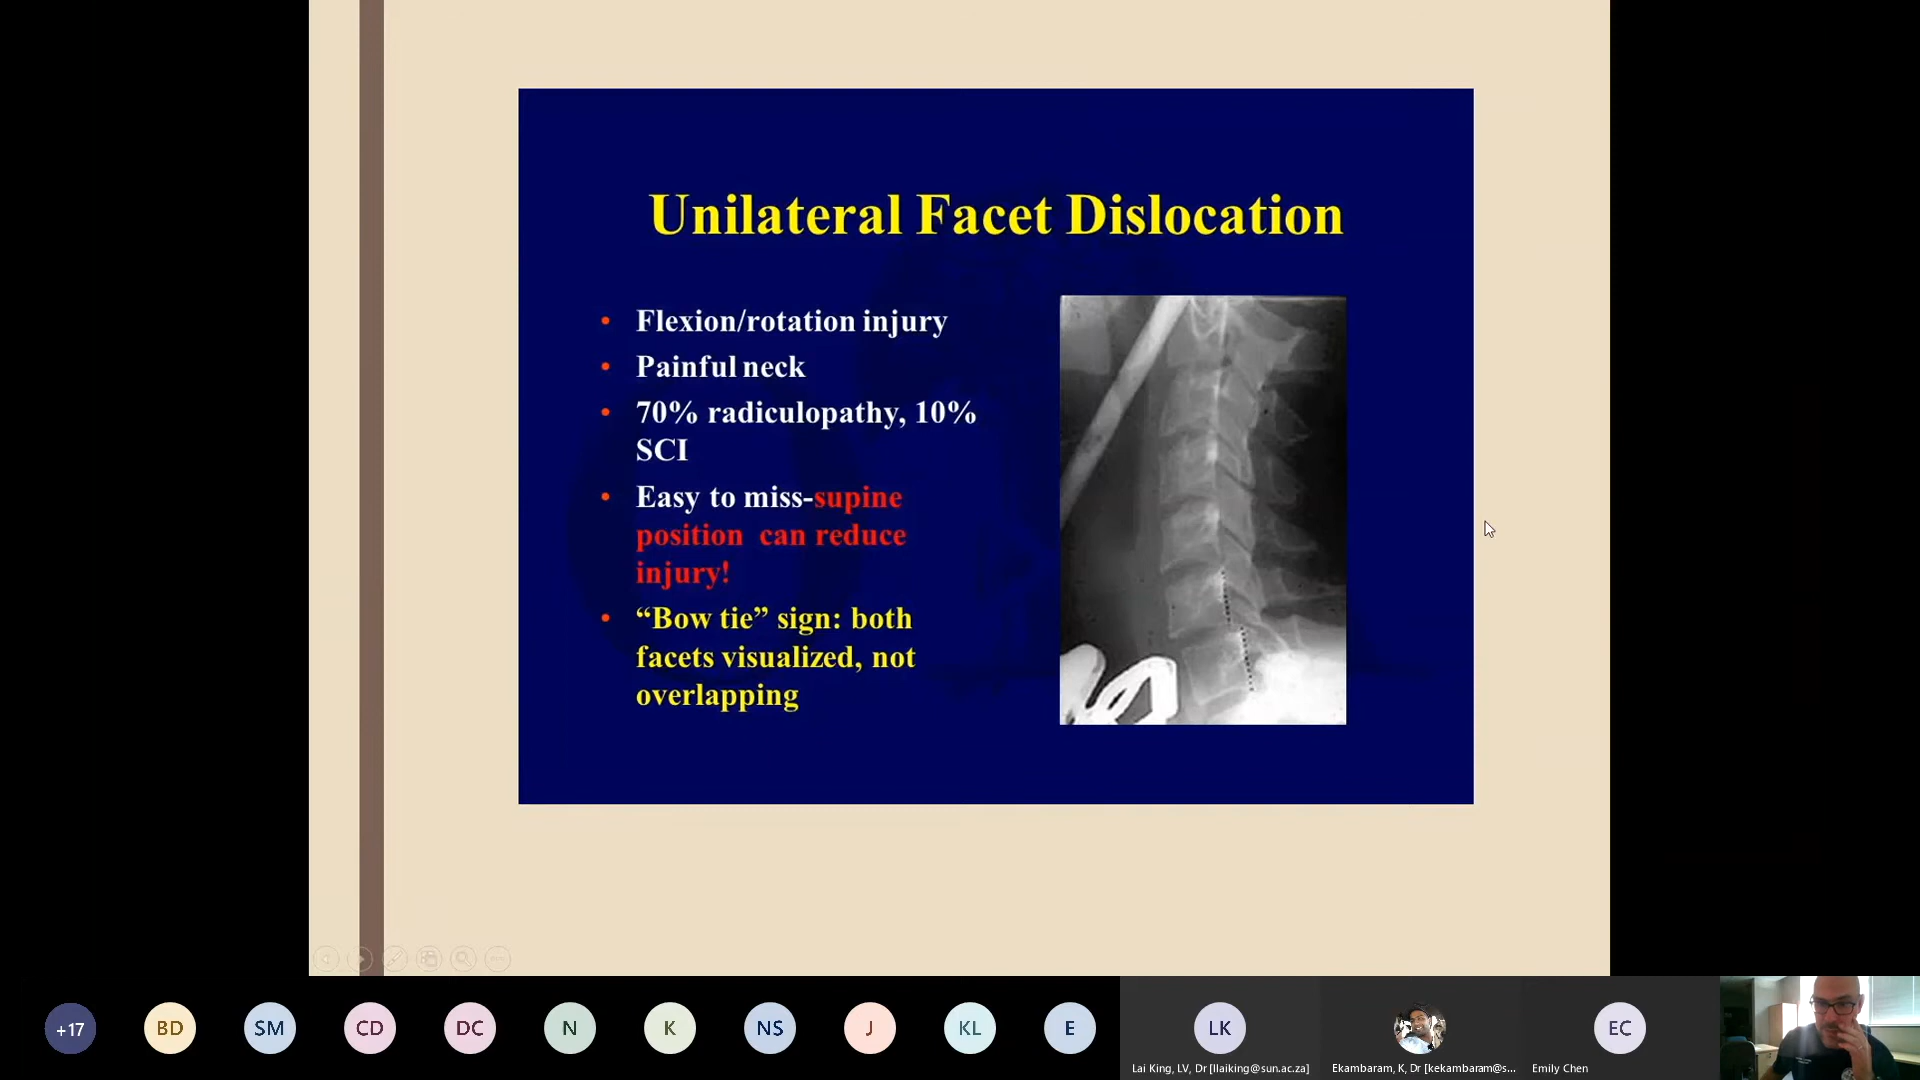 Unilateral Facet Dislocation
• Flexion/rotation injury
• Painful neck
• 70% radiculopathy, 10%
SCI
• Easy to miss-supine
position can reduce
injury!
• “Bow tie” sign: both
facets visualized, not
overlapping
+17
BD
SM
CD
DC
N
K
NS
J
KL
E
LK
EC
Lai King, LV, Dr [llaiking@sun.ac.za]
Ekambaram, K, Dr [kekambaram@s...
Emily Chen